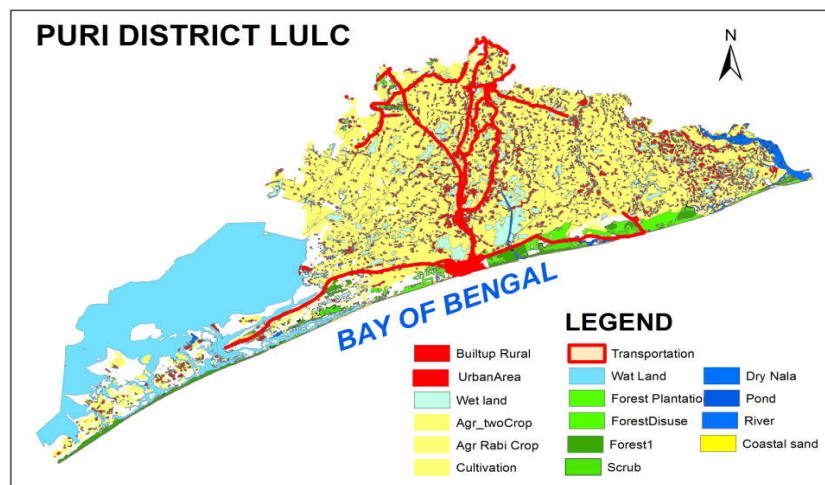 PURI DISTRICT LULC
N
BAY OF BENGAL
LEGEND
Builtup Rural
UrbanArea
Wet land
Agr_twoCrop
Agr Rabi Crop
Cultivation
Transportation
Wat Land
Forest Plantatio
ForestDisuse
Forest1
Scrub
Dry Nala
Pond
River
Coastal sand